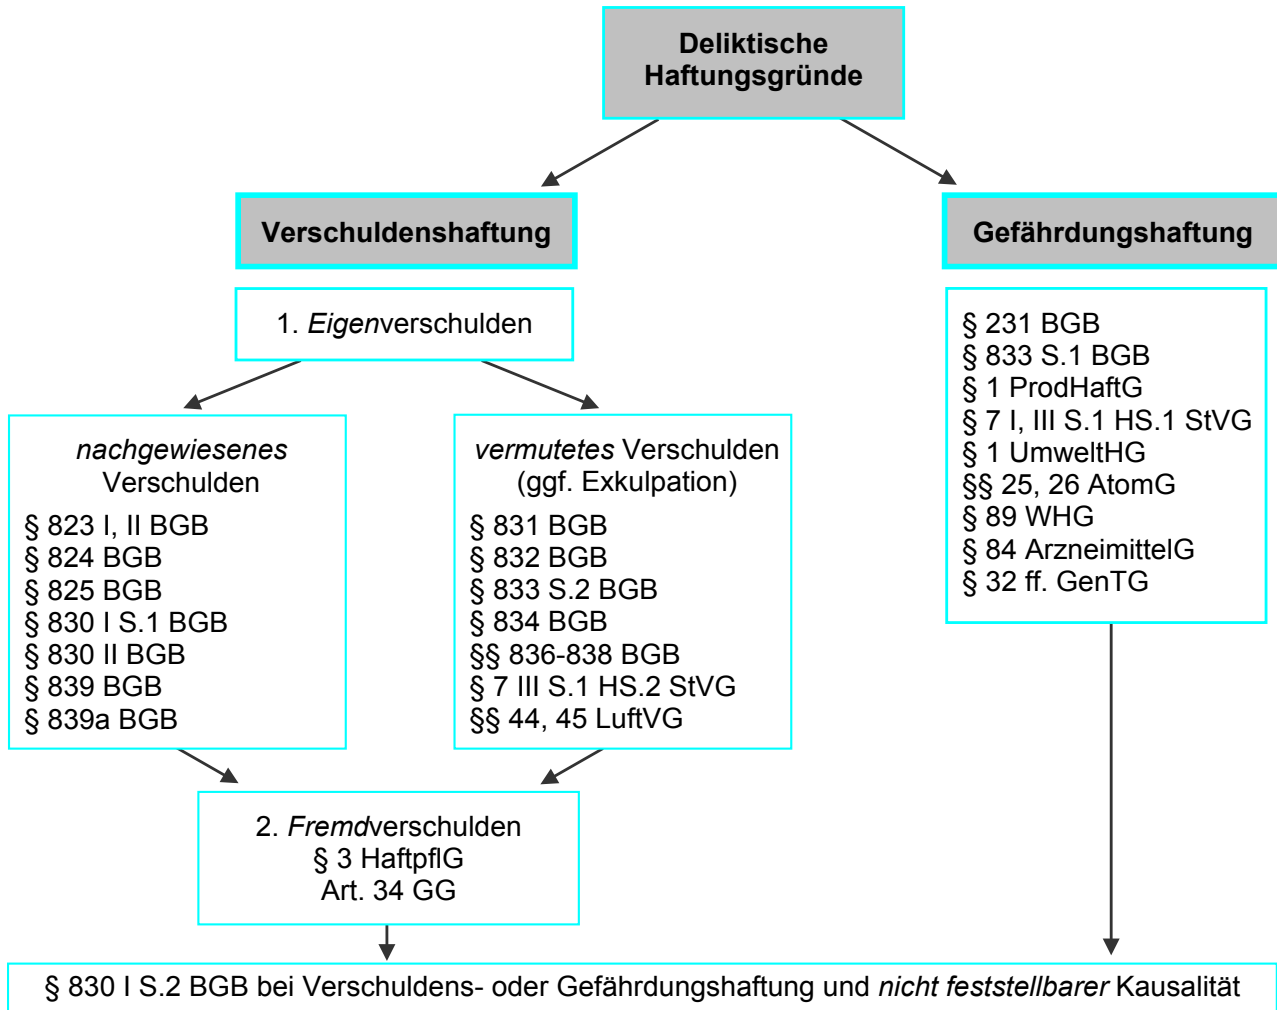 Deliktische
Haftungsgründe
Verschuldenshaftung
Gefährdungshaftung
1. Eigenverschulden
nachgewiesenes
Verschulden
§ 823 I, II BGB
§ 824 BGB
§ 825 BGB
§ 830 I S.1 BGB
§ 830 II BGB
§ 839 BGB
§ 839a BGB
vermutetes Verschulden
(ggf. Exkulpation)
§ 831 BGB
§ 832 BGB
§ 833 S.2 BGB
§ 834 BGB
§§ 836-838 BGB
§ 7 III S.1 HS.2 StVG
§§ 44, 45 LuftVG
§ 231 BGB
§ 833 S.1 BGB
§ 1 ProdHaftG
§ 7 I, III S.1 HS.1 StVG
§ 1 UmweltHG
§§ 25, 26 AtomG
§ 89 WHG
§ 84 ArzneimittelG
§ 32 ff. GenTG
2. Fremdverschulden
§ 3 HaftpflG
Art. 34 GG
§ 830 I S.2 BGB bei Verschuldens- oder Gefährdungshaftung und nicht feststellbarer Kausalität